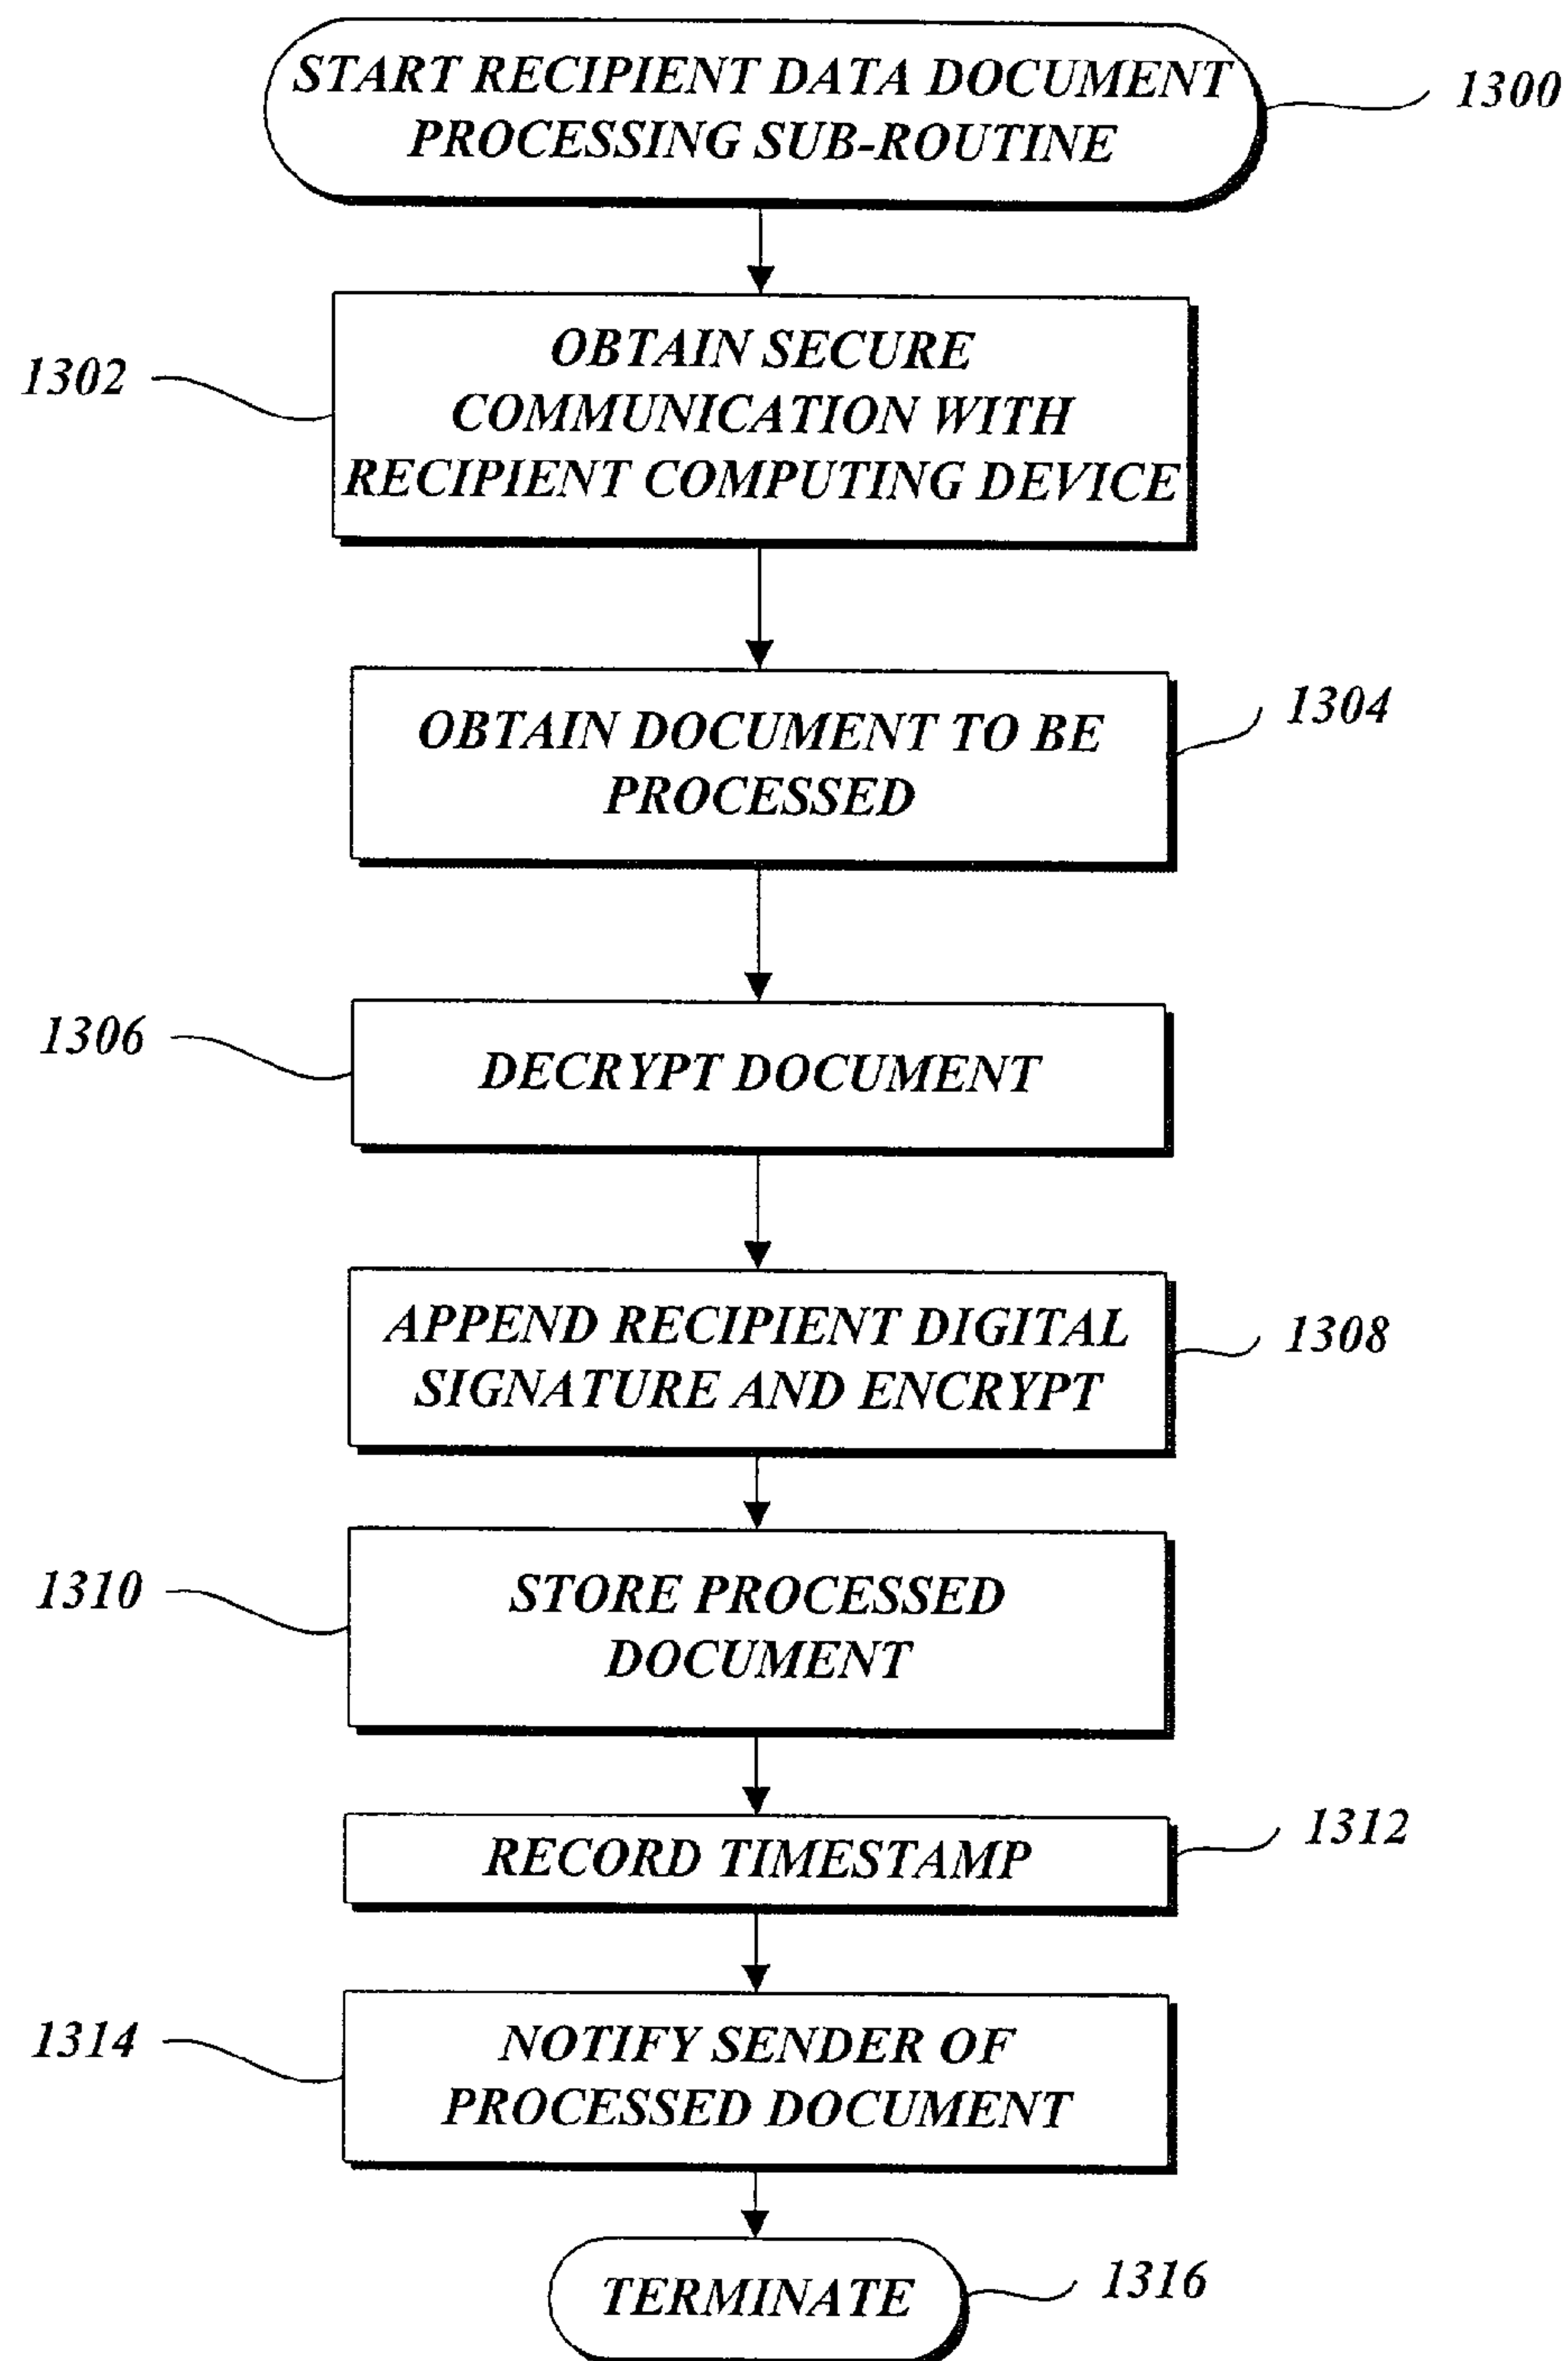 START RECIPIENT DATA DOCUMENT
PROCESSING SUB-ROUTINE
1300
1302
OBTAIN SECURE
COMMUNICATION WITH
RECIPIENT COMPUTING DEVICE
1304
OBTAIN DOCUMENT TO BE
PROCESSED
1306
DECRYPT DOCUMENT
APPEND RECIPIENT DIGITAL
SIGNATURE AND ENCRYPT
1308
1310
STORE PROCESSED
DOCUMENT
RECORD TIMESTAMP
1312
1314
NOTIFY SENDER OF
PROCESSED DOCUMENT
TERMINATE
1316